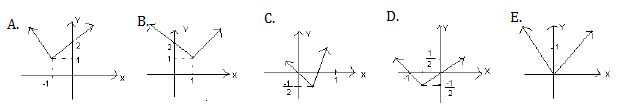 A. Y 2 1 -1 X
B. Y 2 1 1 X
C. Y 1 X -1/2
D. Y 1/2 -1 X -1/2
E. Y 1 X